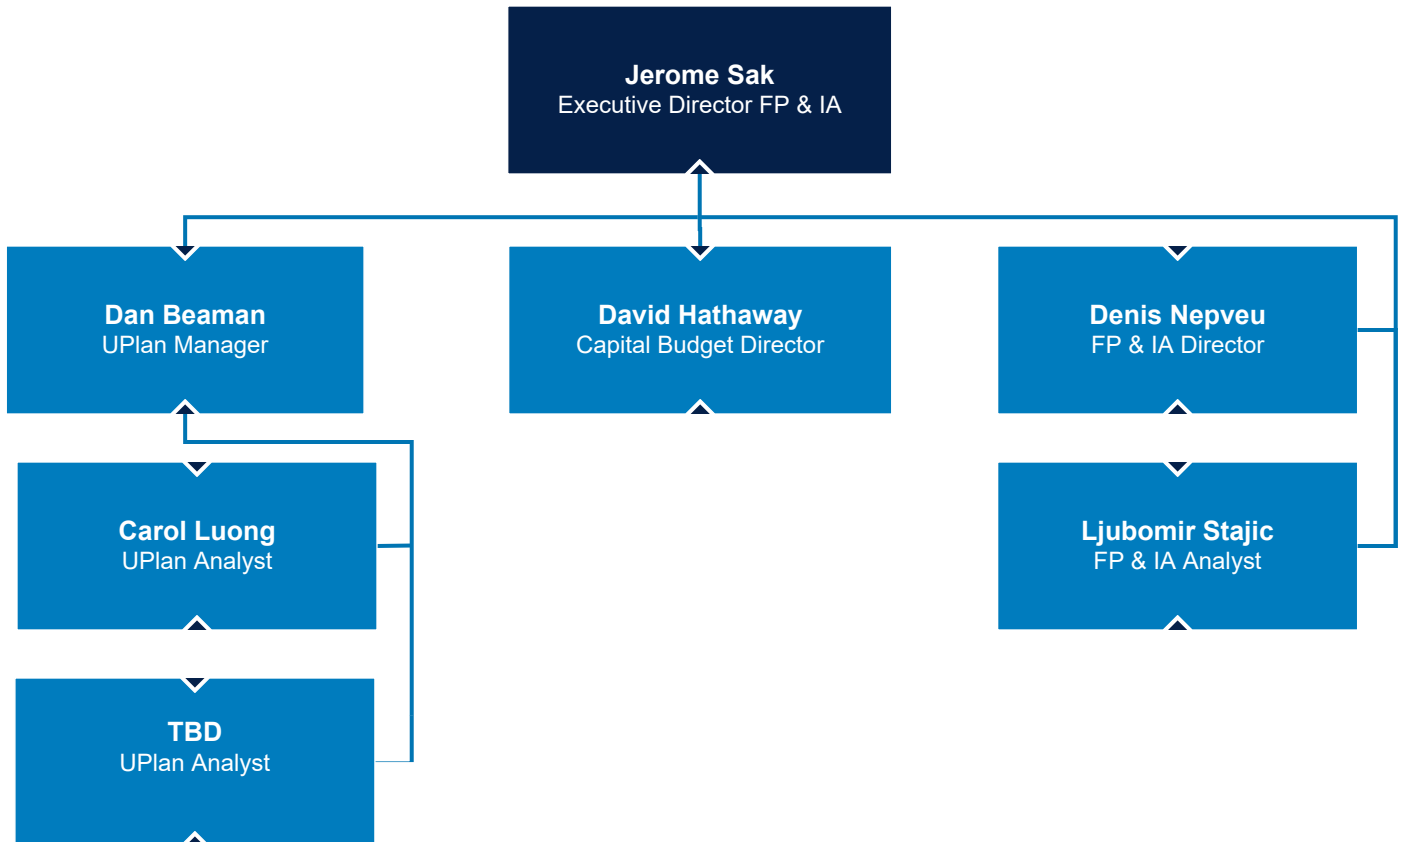 Jerome Sak
Executive Director FP & IA
Dan Beaman
UPlan Manager
David Hathaway
Capital Budget Director
Denis Nepveu
FP & IA Director
Carol Luong
UPlan Analyst
Ljubomir Stajic
FP & IA Analyst
TBD
UPlan Analyst